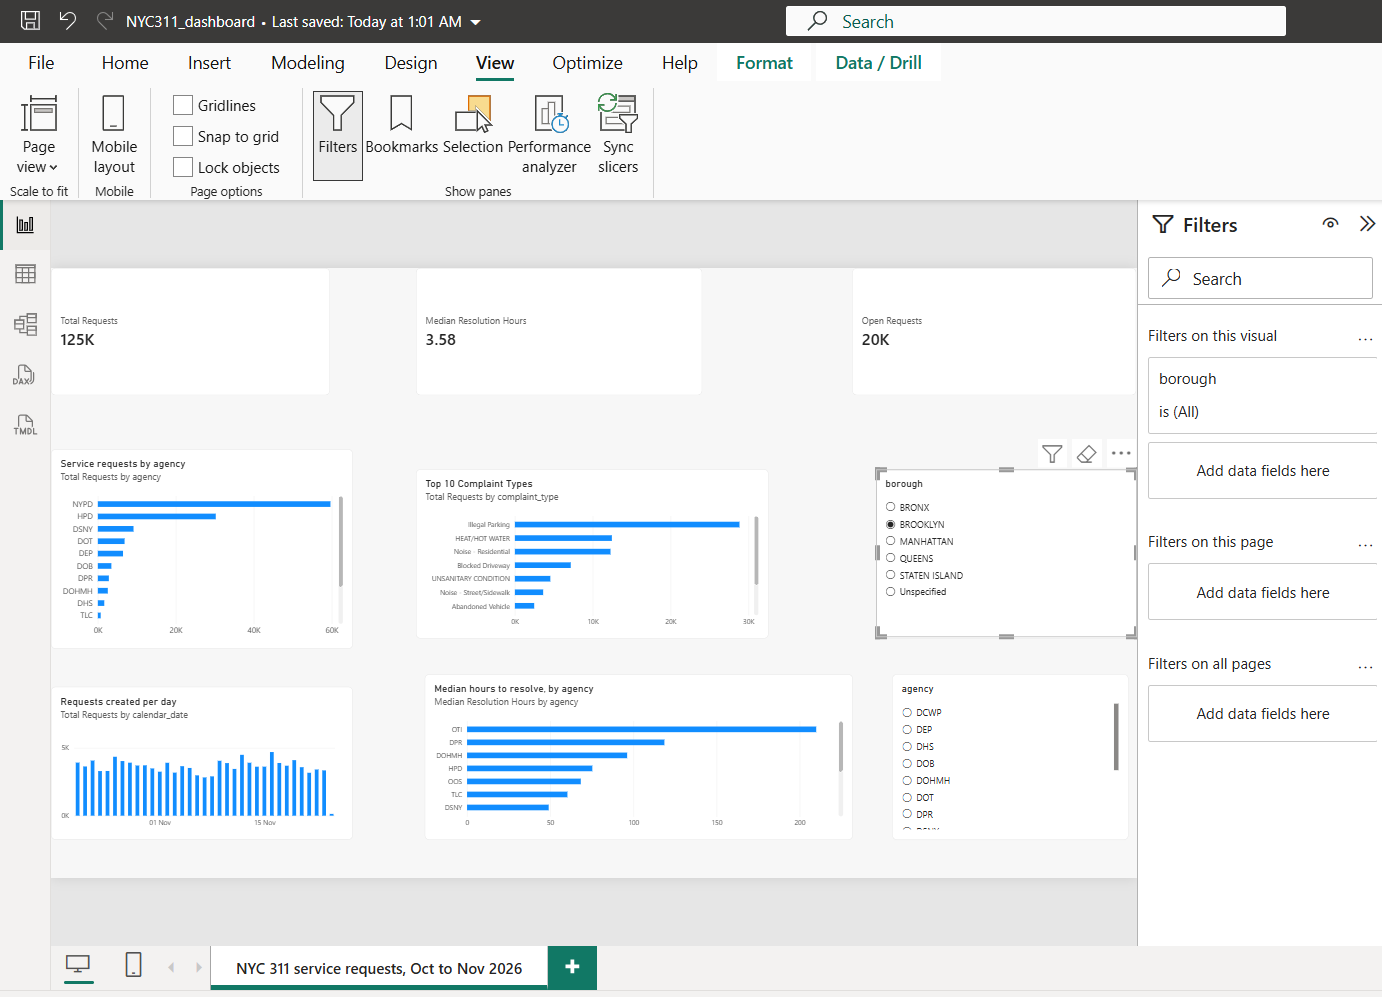 NYC311_dashboard • Last saved: Today at 1:01 AM
Search
File Home Insert Modeling Design View Optimize Help Format Data / Drill
Page view
Scale to fit
Mobile layout
Mobile
Gridlines
Snap to grid
Lock objects
Page options
Filters
Bookmarks
Selection
Performance analyzer
Sync slicers
Show panes
DAX
TMDL
Total Requests
125K
Median Resolution Hours
3.58
Open Requests
20K
Service requests by agency
Total Requests by agency
NYPD
HPD
DSNY
DOT
DEP
DOB
DPR
DOHMH
DHS
TLC
0K 20K 40K 60K
Top 10 Complaint Types
Total Requests by complaint_type
Illegal Parking
HEAT/HOT WATER
Noise - Residential
Blocked Driveway
UNSANITARY CONDITION
Noise - Street/Sidewalk
Abandoned Vehicle
0K 10K 20K 30K
borough
BRONX
BROOKLYN
MANHATTAN
QUEENS
STATEN ISLAND
Unspecified
Requests created per day
Total Requests by calendar_date
5K
0K
01 Nov 15 Nov
Median hours to resolve, by agency
Median Resolution Hours by agency
OTI
DPR
DOHMH
HPD
OOS
TLC
DSNY
0 50 100 150 200
agency
DCWP
DEP
DHS
DOB
DOHMH
DOT
DPR
Filters
Search
Filters on this visual
...
borough
is (All)
Add data fields here
Filters on this page
...
Add data fields here
Filters on all pages
...
Add data fields here
NYC 311 service requests, Oct to Nov 2026